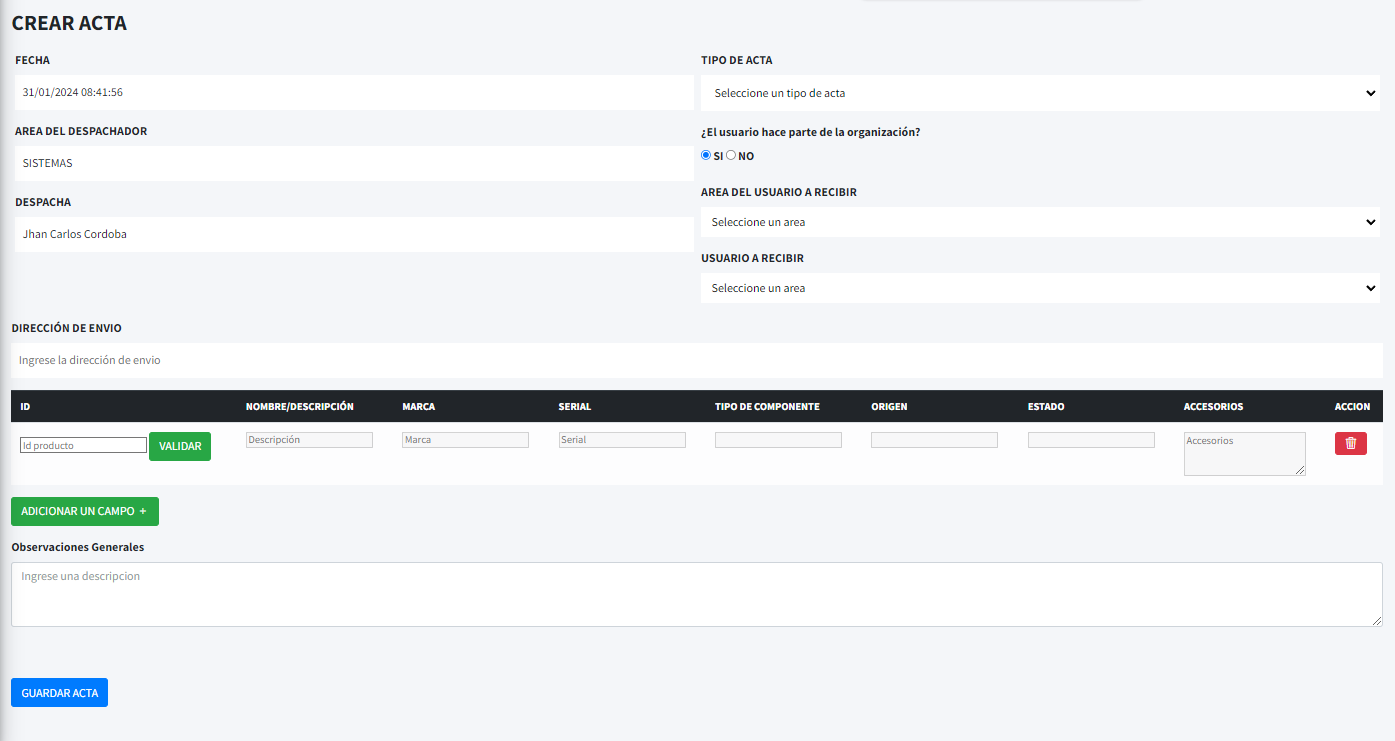 CREAR ACTA
FECHA
31/01/2024 08:41:56
AREA DEL DESPACHADOR
SISTEMAS
DESPACHA
Jhan Carlos Cordoba
TIPO DE ACTA
Seleccione un tipo de acta
¿El usuario hace parte de la organización?
SI NO
AREA DEL USUARIO A RECIBIR
Seleccione un area
USUARIO A RECIBIR
Seleccione un area
DIRECCIÓN DE ENVIO
Ingrese la dirección de envio
ID NOMBRE/DESCRIPCIÓN MARCA SERIAL TIPO DE COMPONENTE ORIGEN ESTADO ACCESORIOS ACCION
Id producto VALIDAR Descripción Marca Serial Accesorios
ADICIONAR UN CAMPO +
Observaciones Generales
Ingrese una descripcion
GUARDAR ACTA